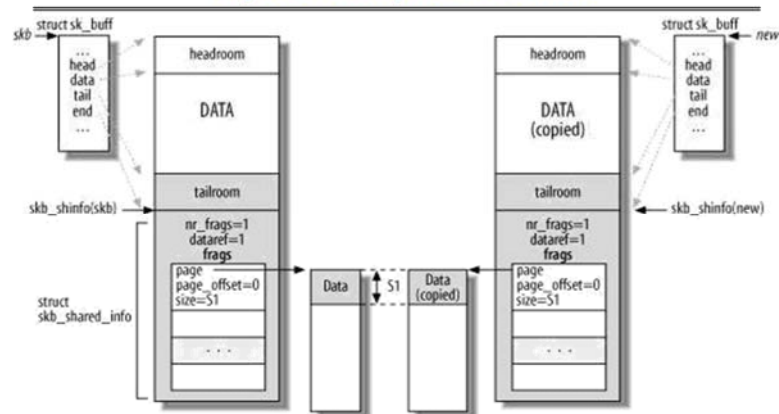 struct sk_buff
skb
...
head
data
tail
end
...
headroom
DATA
tailroom
skb_shinfo(skb)
nr_frags=1
dataref=1
frags
page
page_offset=0
size=S1
...
struct
skb_shared_info
Data
S1
Data
(copied)
struct sk_buff
new
...
head
data
tail
end
...
headroom
DATA
(copied)
tailroom
skb_shinfo(new)
nr_frags=1
dataref=1
frags
page
page_offset=0
size=S1
...